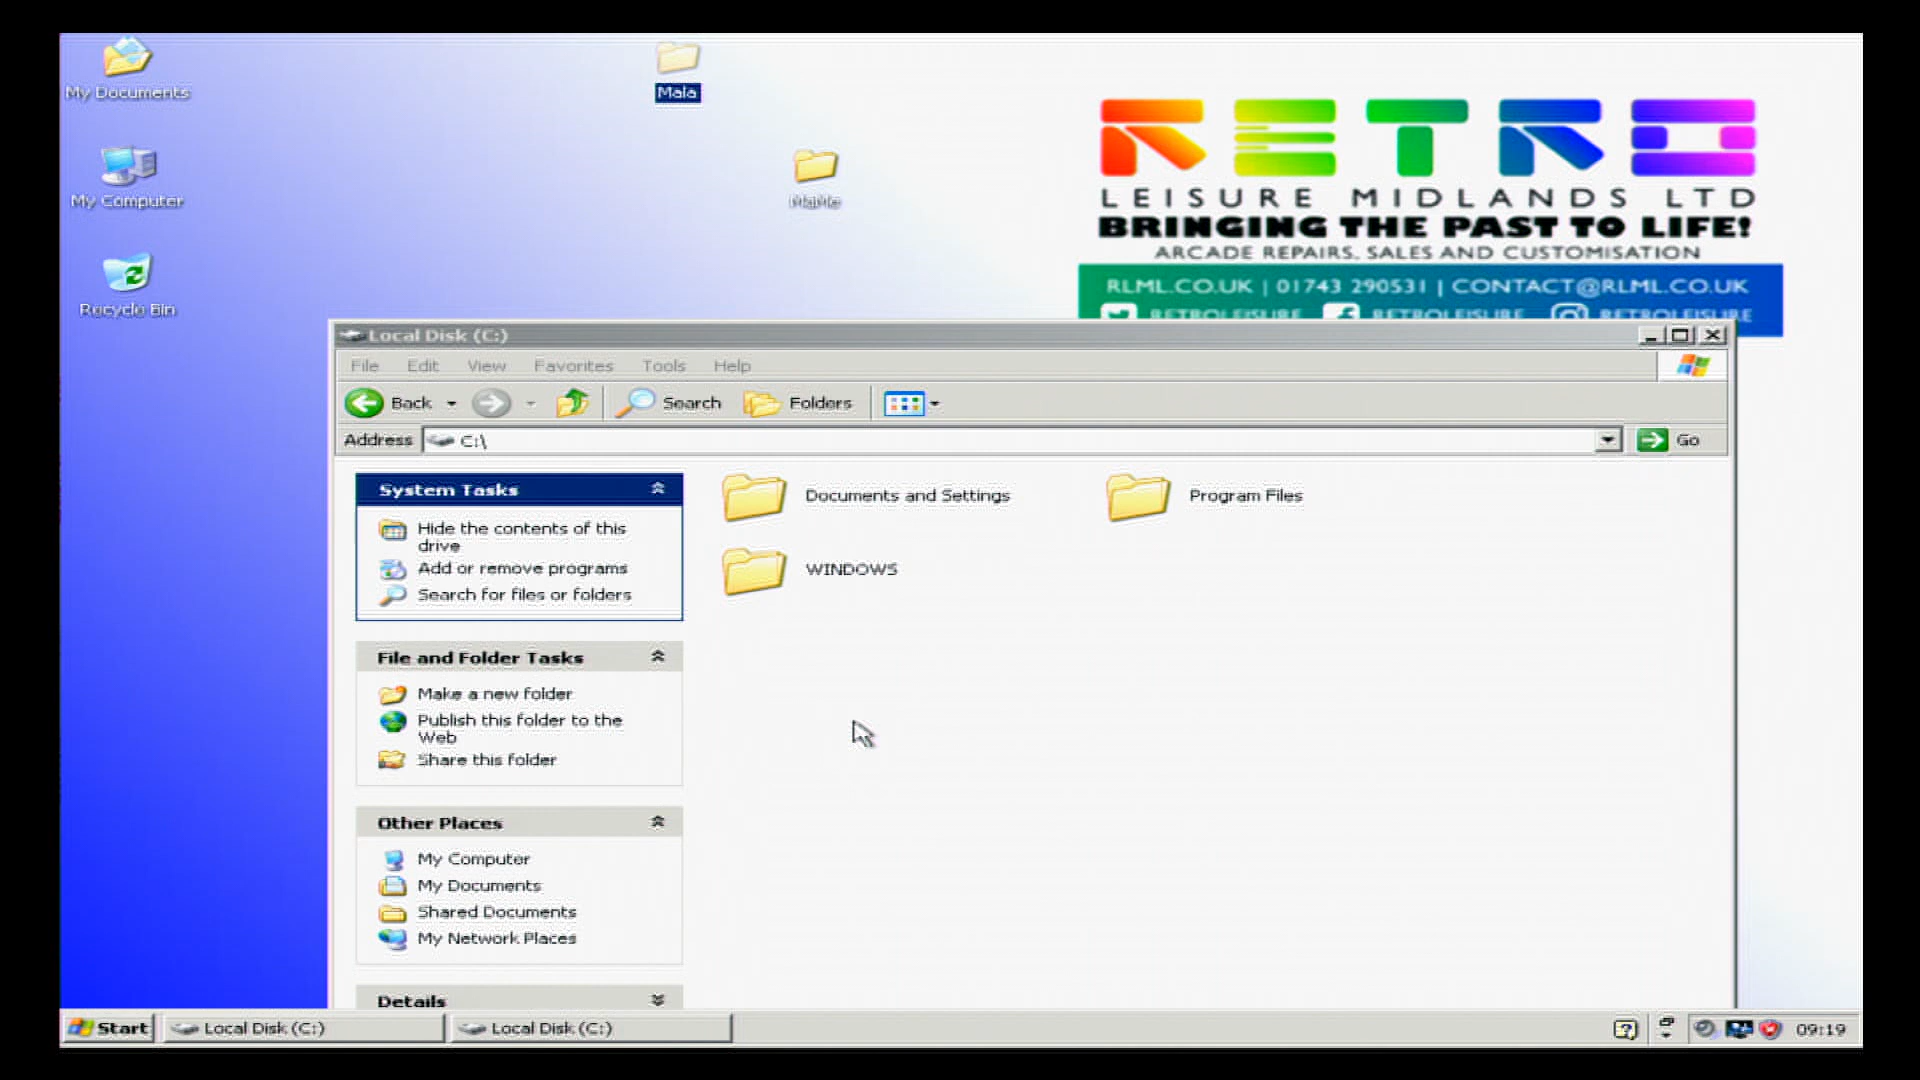 My Documents
Mala
My Computer
MaMe
Recycle Bin
RETRO
LEISURE MIDLANDS LTD
BRINGING THE PAST TO LIFE!
ARCADE REPAIRS, SALES AND CUSTOMISATION
RLML.CO.UK | 01743 290531 | CONTACT@RLML.CO.UK
RETROLEISURE RETROLEISURE RETROLEISURE
Local Disk (C:)
File Edit View Favorites Tools Help
Back Search Folders
Address C:\ Go
System Tasks
Hide the contents of this
drive
Add or remove programs
Search for files or folders
File and Folder Tasks
Make a new folder
Publish this folder to the
Web
Share this folder
Other Places
My Computer
My Documents
Shared Documents
My Network Places
Details
Documents and Settings
Program Files
WINDOWS
Start Local Disk (C:) Local Disk (C:) 09:19